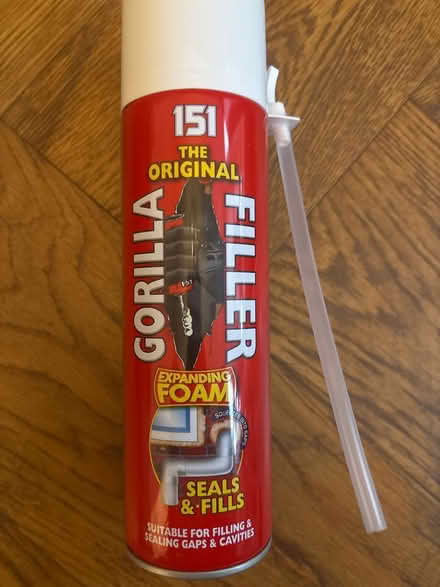 151
THE
ORIGINAL
GORILLA
FILLER
EXPANDING
FOAM
SEALS
& FILLS
SUITABLE FOR FILLING &
SEALING GAPS & CAVITIES